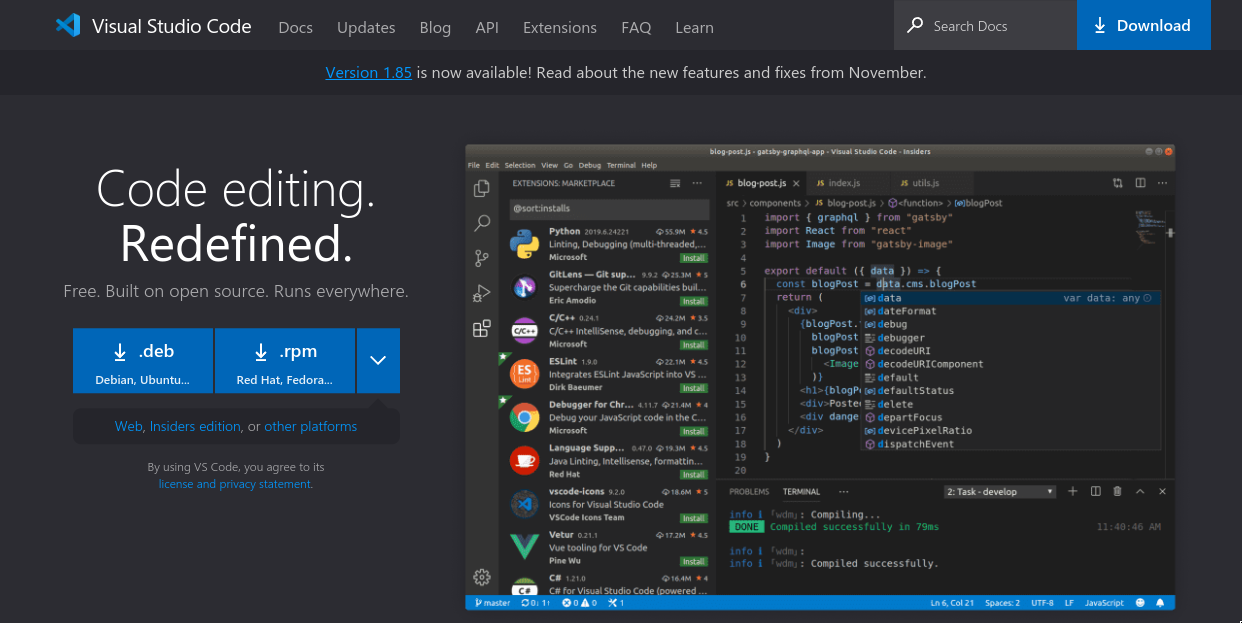 Visual Studio Code
Docs
Updates
Blog
API
Extensions
FAQ
Learn
Search Docs
Download
Version 1.85 is now available! Read about the new features and fixes from November.
Code editing.
Redefined.
Free. Built on open source. Runs everywhere.
.deb
Debian, Ubuntu...
.rpm
Red Hat, Fedora...
Web, Insiders edition, or other platforms
By using VS Code, you agree to its
license and privacy statement.
blog-post.js - gatsby-graphql-app - Visual Studio Code - Insiders
File Edit Selection View Go Debug Terminal Help
EXTENSIONS: MARKETPLACE
@sort:installs
Python 2019.6.24221 55.9M 4.5
Linting, Debugging (multi-threaded,...
Microsoft Install
GitLens — Git sup... 9.9.2 25.3M 5
Supercharge the Git capabilities buil...
Eric Amodio Install
C/C++ 0.24.1 24.2M 3.5
C/C++ IntelliSense, debugging, and c...
Microsoft Install
ESLint 1.9.0 22.1M 4.5
Integrates ESLint JavaScript into VS ...
Dirk Baeumer Install
Debugger for Chr... 4.11.7 21.4M 4
Debug your JavaScript code in the C...
Microsoft Install
Language Supp... 0.47.0 19.3M 4.5
Java Linting, Intellisense, formattin...
Red Hat Install
vscode-icons 9.2.0 18.6M 5
Icons for Visual Studio Code
VSCode Icons Team Install
Vetur 0.21.1 17.2M 4.5
Vue tooling for VS Code
Pine Wu Install
C# 1.21.0 16.4M 4
C# for Visual Studio Code (powered ...
JS blog-post.js
JS index.js
JS utils.js
src > components > JS blog-post.js > <function> > blogPost
1 import { graphql } from "gatsby"
2 import React from "react"
3 import Image from "gatsby-image"
4
5 export default ({ data }) => {
6 const blogPost = data.cms.blogPost
7 return (
8 <div>
9 {blogPost.
10 blogPost
11 blogPost
12 <Image
13 )}
14 <h1>{blogP
15 <div>Poste
16 <div dange
17 </div>
18 )
19 }
20
data var data: any
dateFormat
debug
debugger
decodeURI
decodeURIComponent
default
defaultStatus
delete
departFocus
devicePixelRatio
dispatchEvent
PROBLEMS TERMINAL ... 2: Task - develop
info ℹ ｢wdm｣: Compiling...
DONE Compiled successfully in 79ms 11:40:46 AM
info ℹ ｢wdm｣:
info ℹ ｢wdm｣: Compiled successfully.
master 0↓ 1↑ 0 0 1 Ln 6, Col 21 Spaces: 2 UTF-8 LF JavaScript